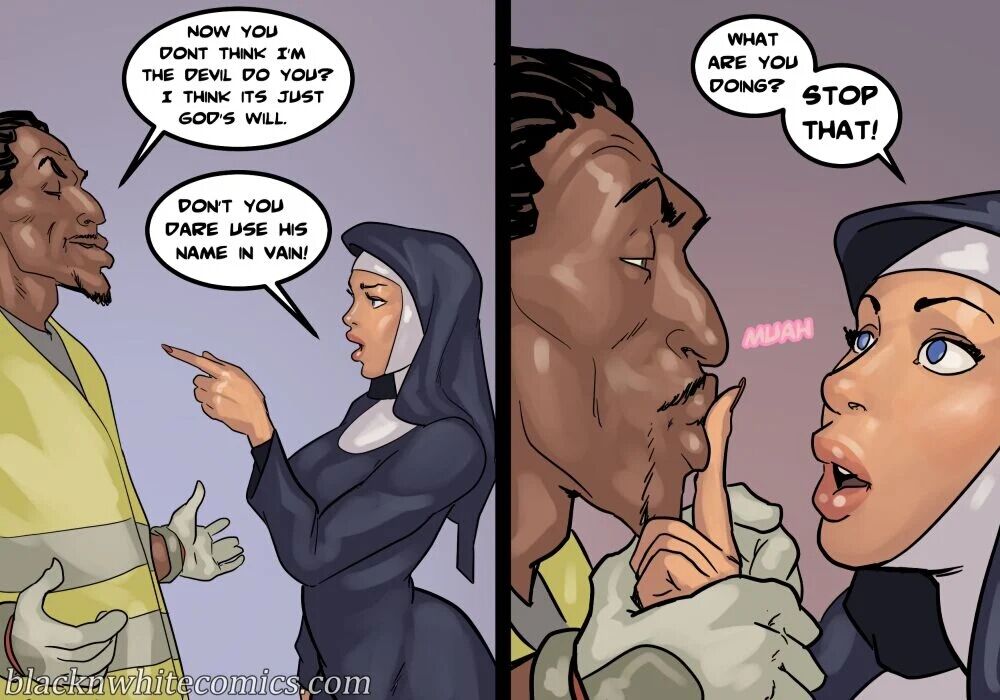 NOW YOU
DONT THINK I'M
THE DEVIL DO YOU?
I THINK ITS JUST
GOD'S WILL.
DON'T YOU
DARE USE HIS
NAME IN VAIN!
WHAT
ARE YOU
DOING?
STOP
THAT!
MUAH
blacknwhitecomics.com